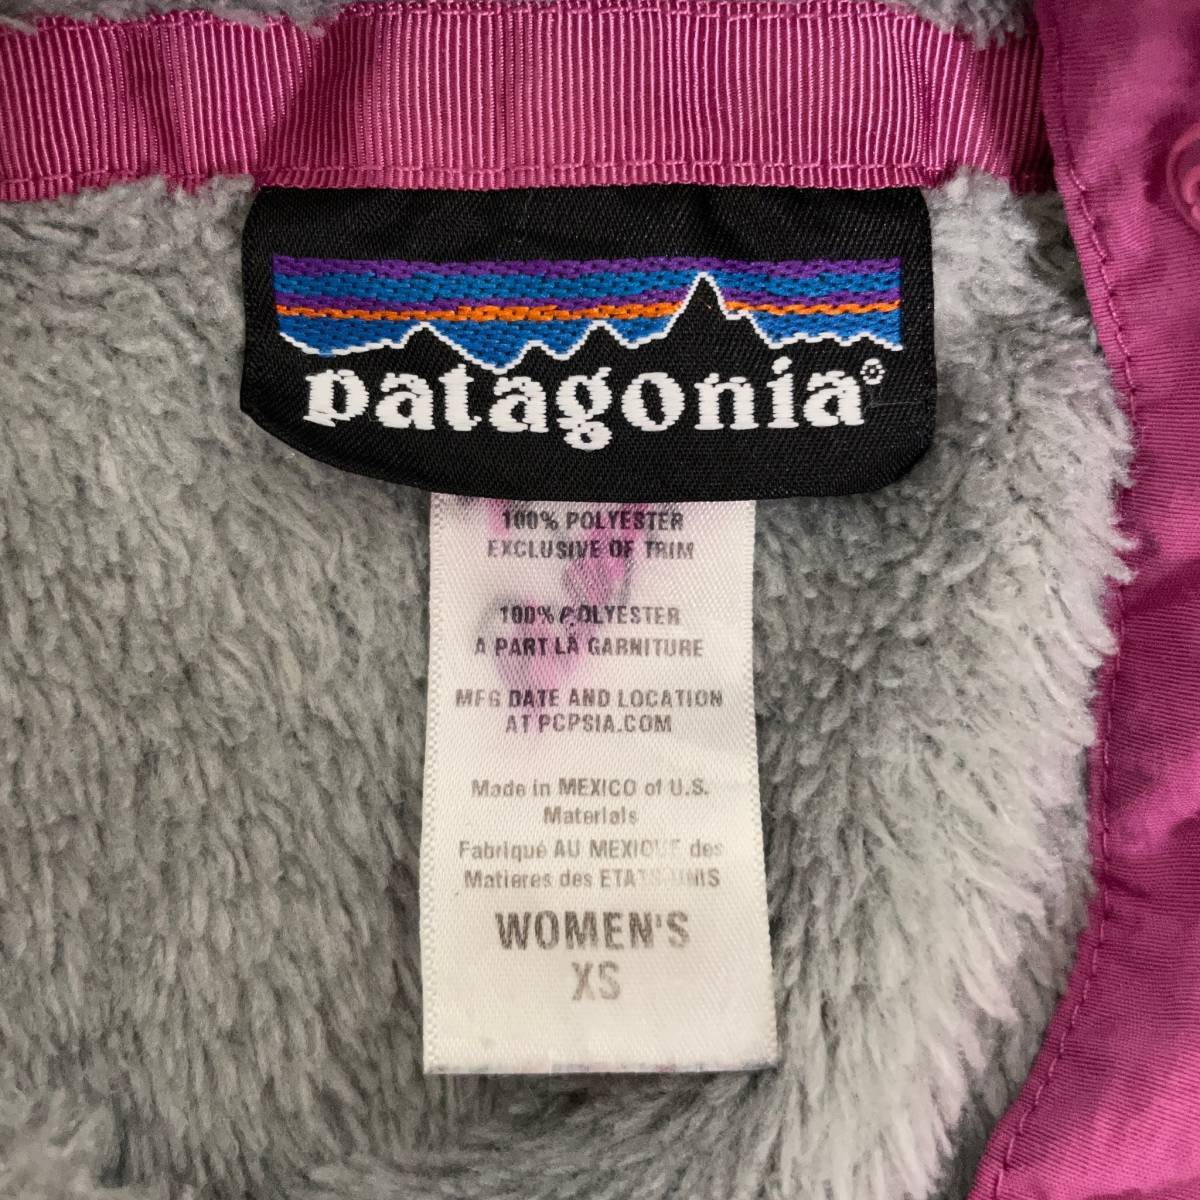 patagonia®
100% POLYESTER
EXCLUSIVE OF TRIM
100% POLYESTER
A PART LA GARNITURE
MFG DATE AND LOCATION
AT PCPSIA.COM
Made in MEXICO of U.S.
Materials
Fabriqué AU MEXIQUE des
Matieres des ETATS-UNIS
WOMEN'S
XS